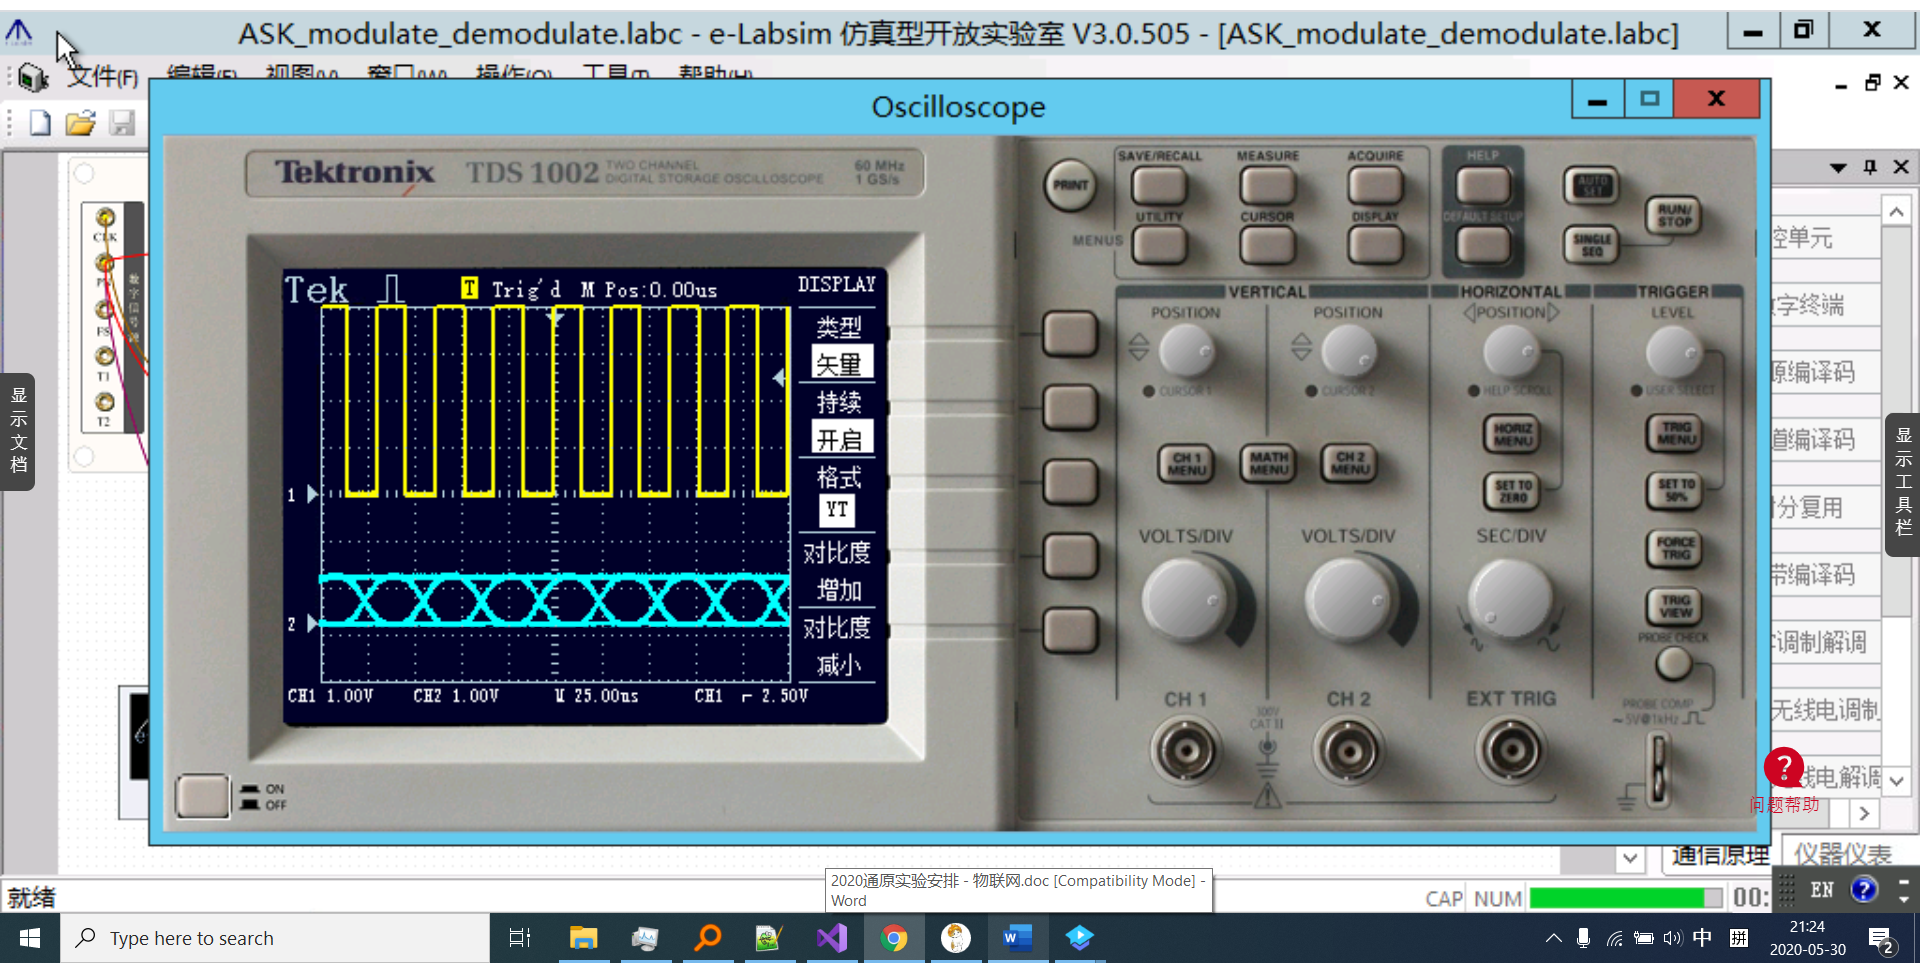 ASK_modulate_demodulate.labc - e-Labsim 仿真型开放实验室 V3.0.505 - [ASK_modulate_demodulate.labc]
文件(F) 编辑(E) 视图(V) 窗口(W) 操作(O) 工具(T) 帮助(H)
Oscilloscope
Tektronix TDS 1002 TWO CHANNEL DIGITAL STORAGE OSCILLOSCOPE 60 MHz 1 GS/s
PRINT
SAVE/RECALL MEASURE ACQUIRE HELP
AUTO SET
RUN/STOP
UTILITY CURSOR DISPLAY DEFAULT SETUP
MENUS
SINGLE SEQ
Tek T Trig'd M Pos:0.00us DISPLAY
类型
矢量
持续
开启
格式
YT
对比度
增加
对比度
减小
1
2
CH1 1.00V CH2 1.00V M 25.00us CH1 2.50V
VERTICAL HORIZONTAL TRIGGER
POSITION POSITION POSITION LEVEL
CURSOR 1 CURSOR 2 HELP SCROLL USER SELECT
CH 1 MENU MATH MENU CH 2 MENU HORIZ MENU TRIG MENU
SET TO ZERO SET TO 50%
VOLTS/DIV VOLTS/DIV SEC/DIV
FORCE TRIG
TRIG VIEW
PROBE CHECK
CH 1 CH 2 EXT TRIG
300V
CAT II
PROBE COMP
~5V@1kHz
ON
OFF
CLK
FS
T1
T2
数字信号源
显示文档
显示工具栏
控单元
字终端
原编译码
道编译码
时分复用
带编译码
调制解调
无线电调制
线电解调
问题帮助
通信原理 仪器仪表
就绪
2020通原实验安排 - 物联网.doc [Compatibility Mode] -
Word
CAP NUM 00:
EN
Type here to search
中 拼
21:24
2020-05-30
2